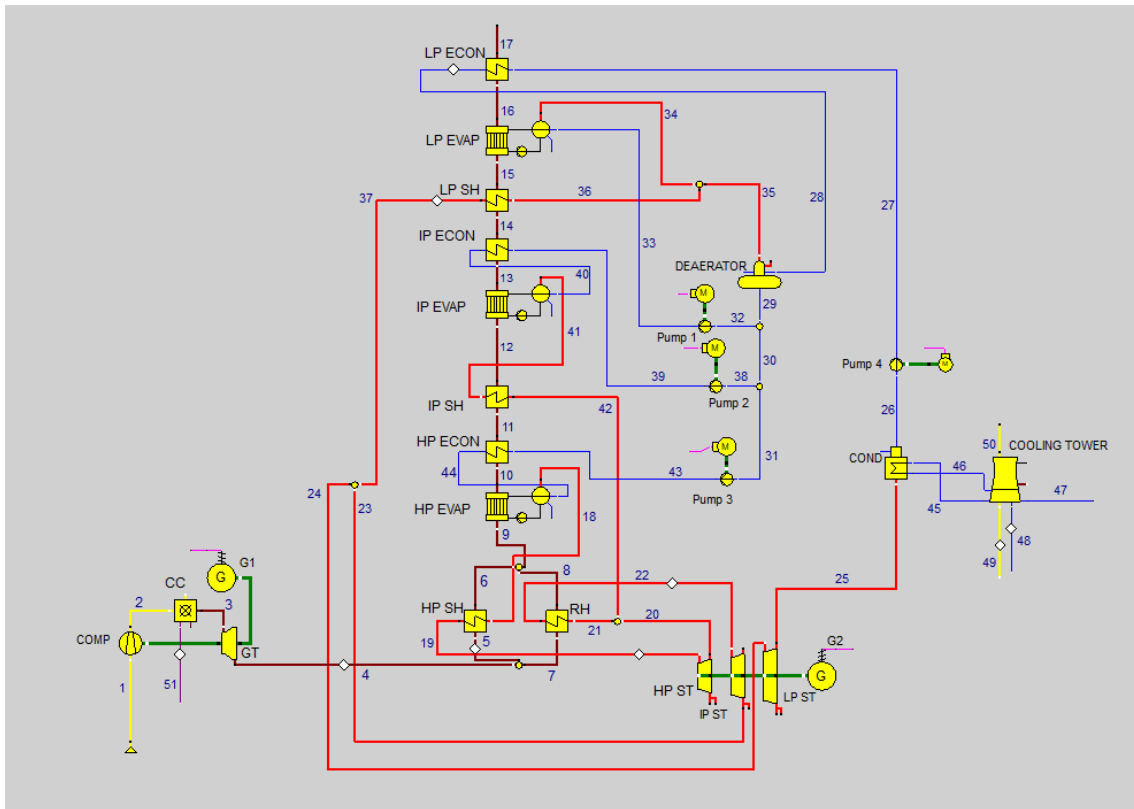 17
LP ECON
16
34
LP EVAP
15
LP SH
36
35
28
37
27
14
IP ECON
33
13
40
DEAERATOR
M
29
IP EVAP
41
32
Pump 1
12
M
30
Pump 4
M
39
38
Pump 2
26
IP SH
42
11
M
50
COOLING TOWER
HP ECON
31
COND
46
44
10
43
47
24
18
Pump 3
45
HP EVAP
23
9
48
49
G1
6
8
22
25
CC
G
2
3
HP SH
RH
20
COMP
19
5
21
G2
GT
4
7
G
1
51
HP ST
LP ST
IP ST